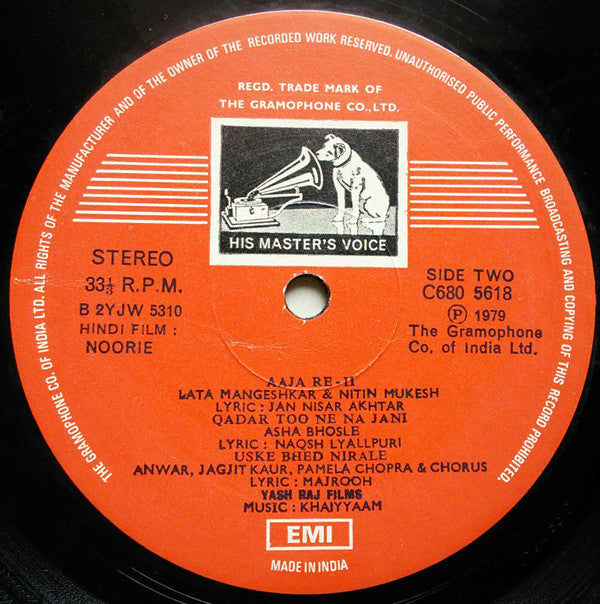 THE GRAMOPHONE CO. OF INDIA LTD. ALL RIGHTS OF THE MANUFACTURER AND OF THE OWNER OF THE RECORDED WORK RESERVED. UNAUTHORISED PUBLIC PERFORMANCE BROADCASTING AND COPYING OF THIS RECORD PROHIBITED.
REGD. TRADE MARK OF
THE GRAMOPHONE CO., LTD.
HIS MASTER'S VOICE
STEREO
33⅓ R.P.M.
B 2YJW 5310
HINDI FILM :
NOORIE
SIDE TWO
C680 5618
Ⓟ 1979
The Gramophone
Co. of India Ltd.
AAJA RE-II
LATA MANGESHKAR & NITIN MUKESH
LYRIC : JAN NISAR AKHTAR
QADAR TOO NE NA JANI
ASHA BHOSLE
LYRIC : NAQSH LYALLPURI
USKE BHED NIRALE
ANWAR, JAGJIT KAUR, PAMELA CHOPRA & CHORUS
LYRIC : MAJROOH
YASH RAJ FILMS
MUSIC : KHAIYYAAM
EMI
MADE IN INDIA